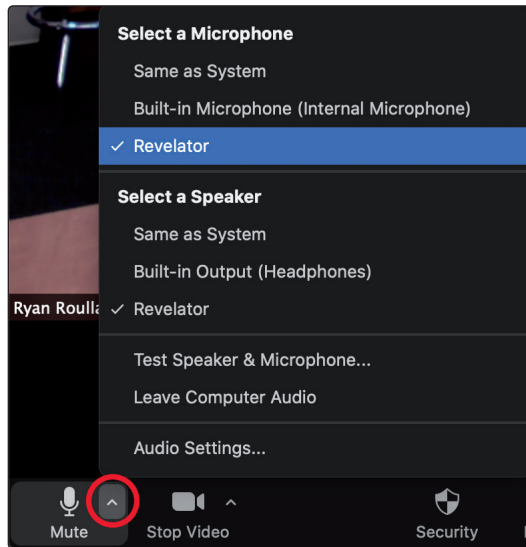 Select a Microphone
Same as System
Built-in Microphone (Internal Microphone)
✓ Revelator
Select a Speaker
Same as System
Built-in Output (Headphones)
Ryan Roulla
✓ Revelator
Test Speaker & Microphone...
Leave Computer Audio
Audio Settings...
Mute
Stop Video
Security